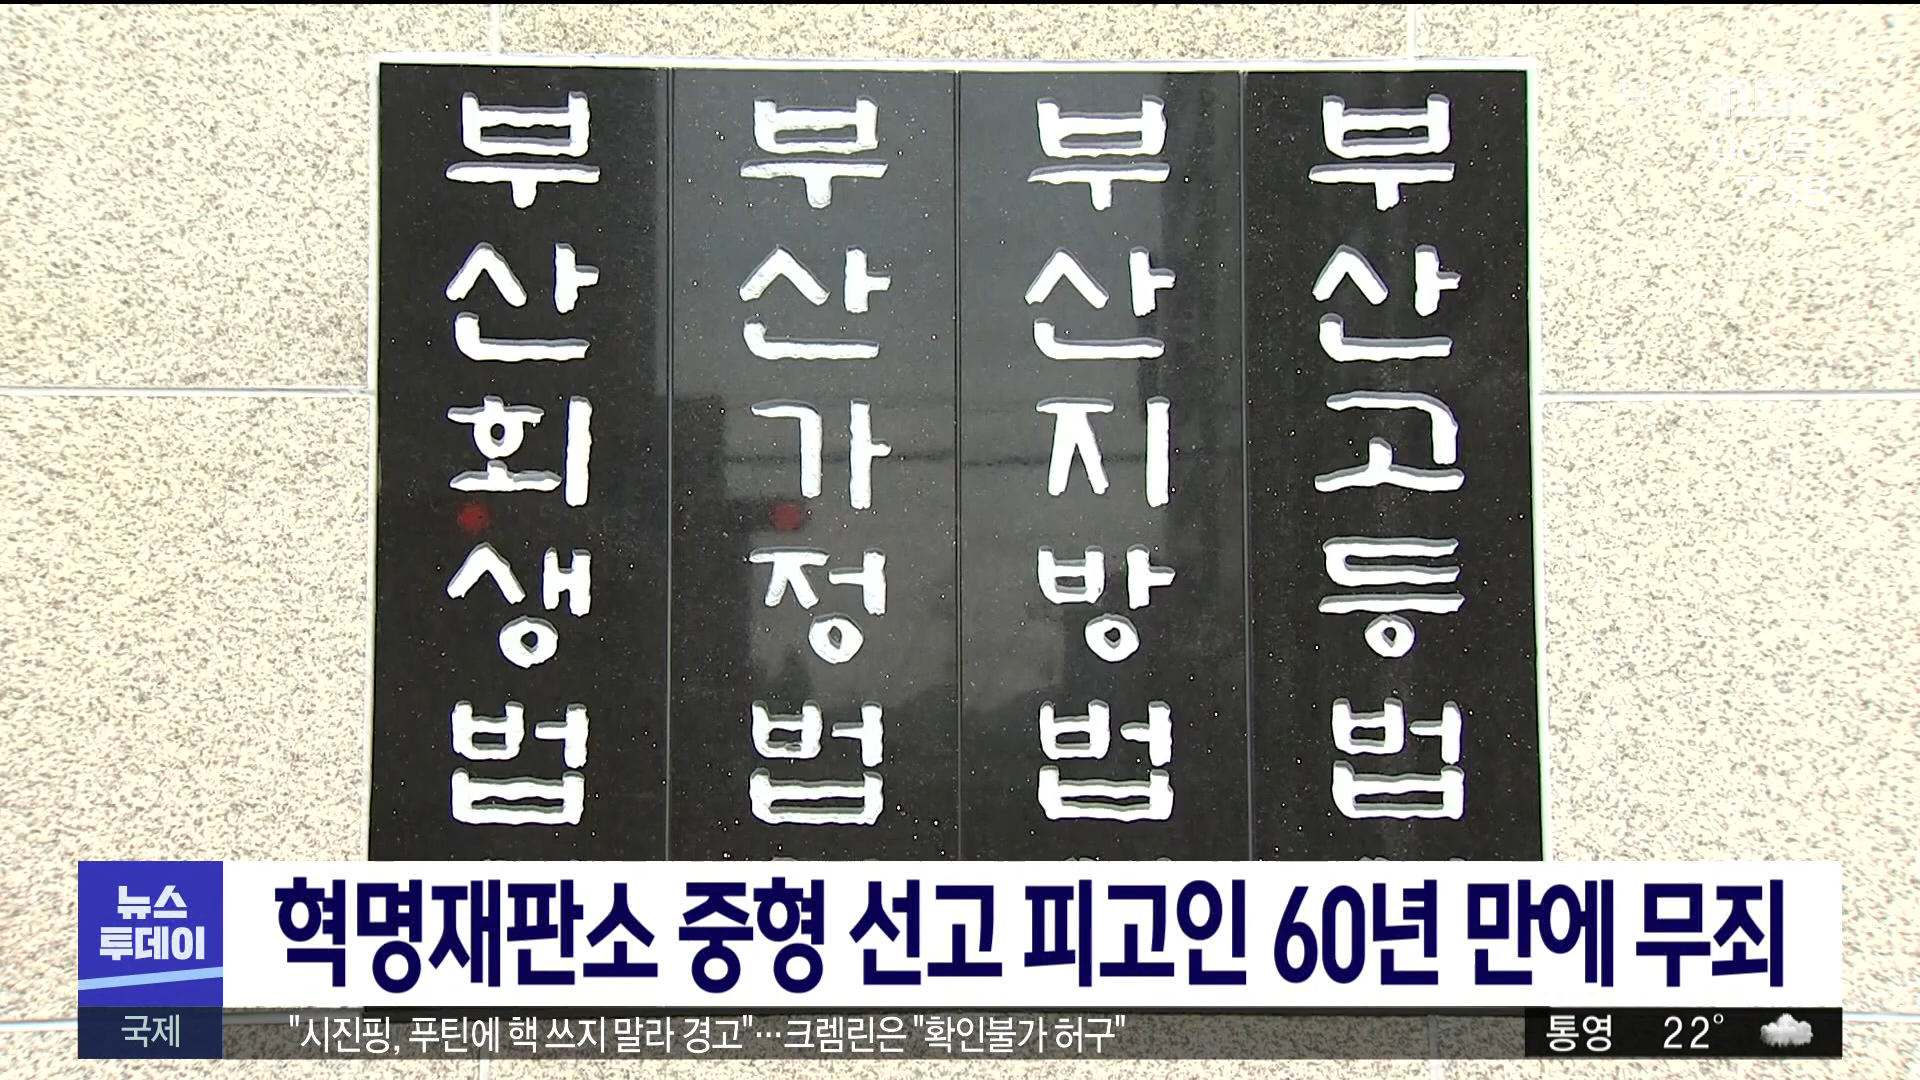 부산회생법
부산가정법
부산지방법
부산고등법
뉴스
투데이
혁명재판소 중형 선고 피고인 60년 만에 무죄
국제
"시진핑, 푸틴에 핵 쓰지 말라 경고"…크렘린은 "확인불가 허구"
통영 22°